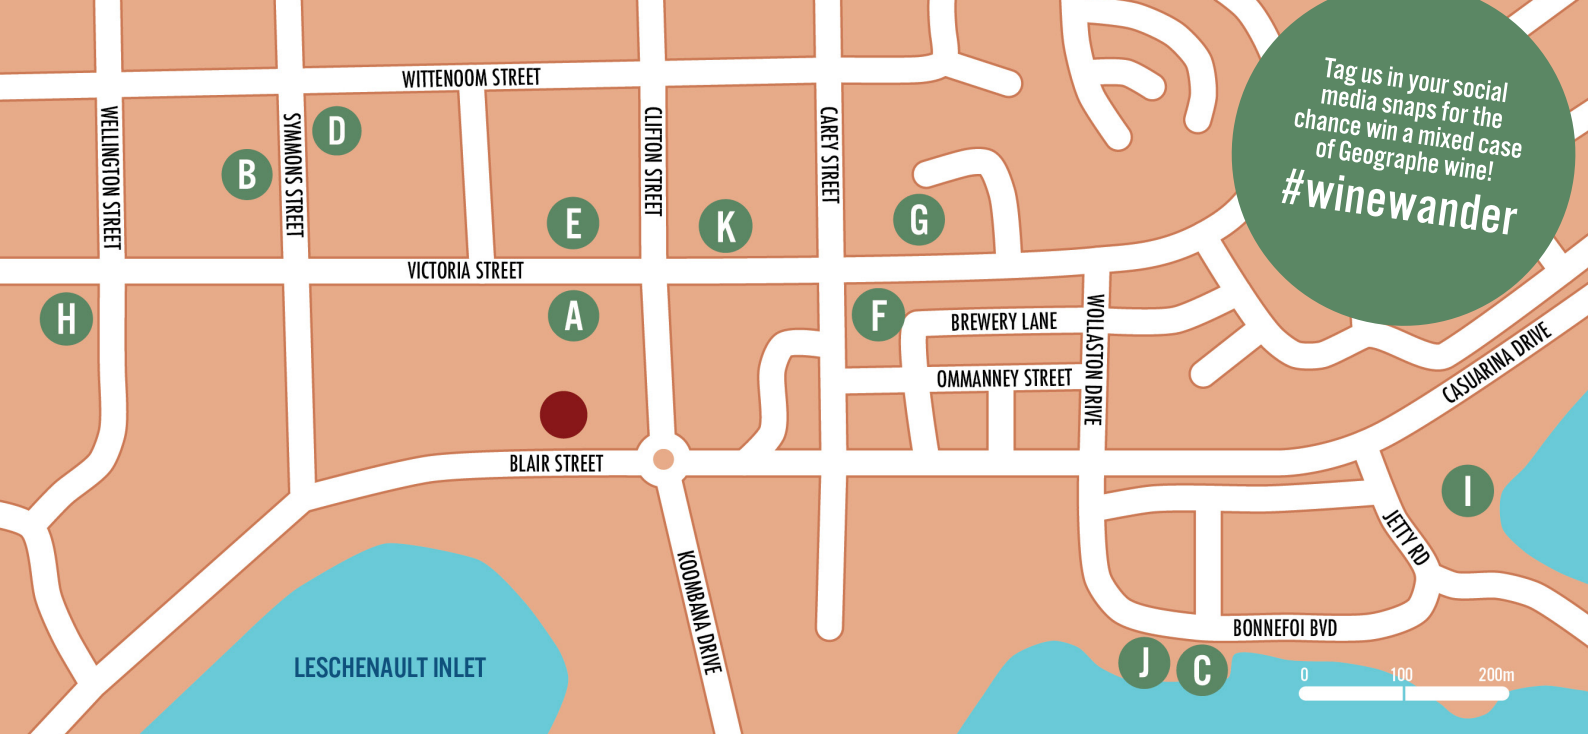 Tag us in your social
media snaps for the
chance win a mixed case
of Geographe wine!
#winewander
WITTENOOM STREET
WELLINGTON STREET
SYMMONS STREET
CLIFTON STREET
CAREY STREET
D
B
E
K
G
VICTORIA STREET
H
A
F
BREWERY LANE
WOLLASTON DRIVE
OMMANNEY STREET
CASUARINA DRIVE
BLAIR STREET
I
JETTY RD
KOOMBANA DRIVE
BONNEFOI BVD
LESCHENAULT INLET
J
C
0 100 200m